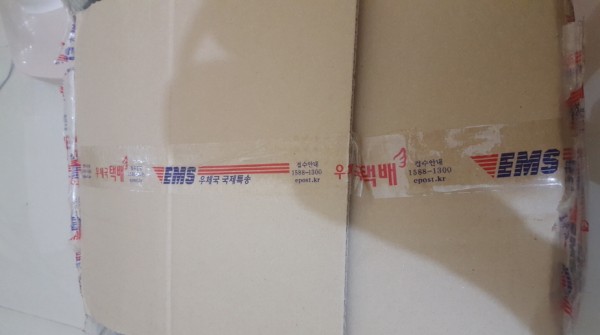 우체국택배
EMS 우체국 국제특송
접수안내
1588-1300
epost.kr
우체국택배
접수안내
1588-1300
epost.kr
EMS